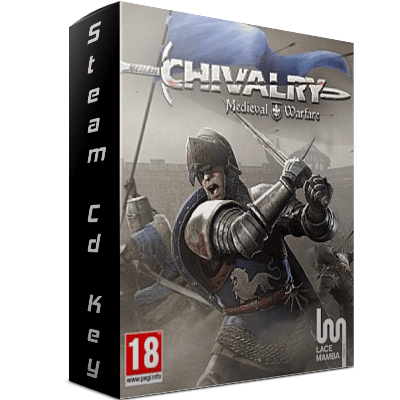 Steam Cd Key
CHIVALRY
Medieval Warfare
18
www.pegi.info
LACE
MAMBA